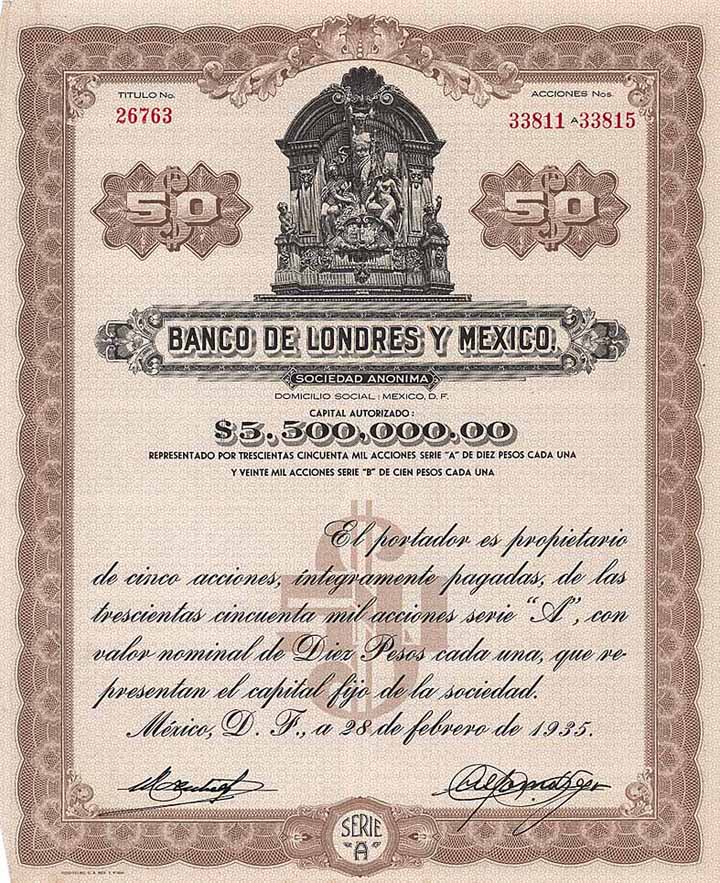 TITULO No.
26763
ACCIONES Nos.
33811 A 33815
50
50
BANCO DE LONDRES Y MEXICO.
SOCIEDAD ANONIMA
DOMICILIO SOCIAL : MEXICO, D. F.
CAPITAL AUTORIZADO :
$5.500,000.00
REPRESENTADO POR TRESCIENTAS CINCUENTA MIL ACCIONES SERIE "A" DE DIEZ PESOS CADA UNA
Y VEINTE MIL ACCIONES SERIE "B" DE CIEN PESOS CADA UNA
50
El portador es propietario
de cinco acciones, íntegramente pagadas, de las
trescientas cincuenta mil acciones serie "A", con
valor nominal de Diez Pesos cada una, que re-
presentan el capital fijo de la sociedad.
México, D. F., a 28 de febrero de 1935.
SERIE
"A"